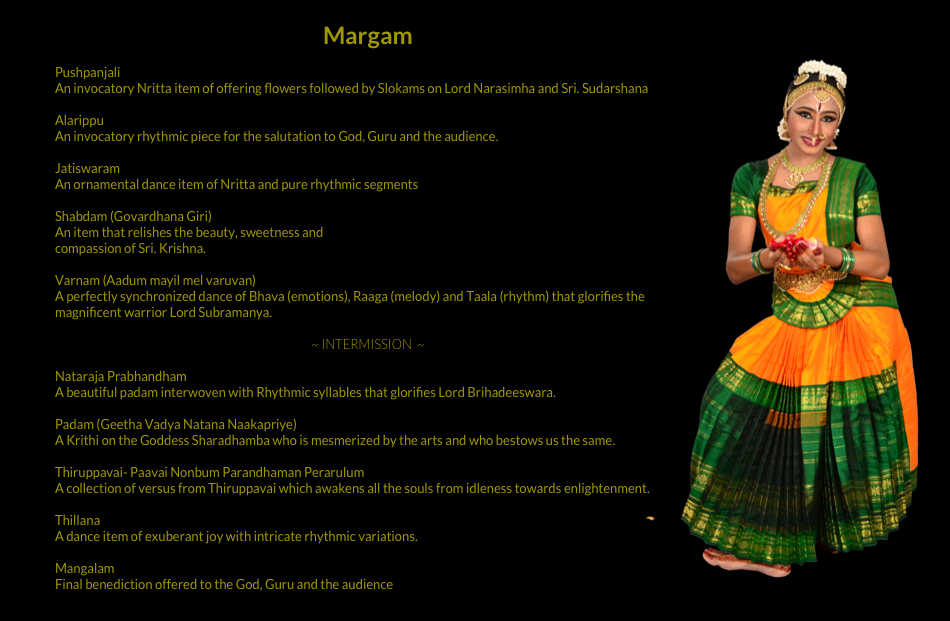 Margam
Pushpanjali
An invocatory Nritta item of offering flowers followed by Slokams on Lord Narasimha and Sri. Sudarshana
Alarippu
An invocatory rhythmic piece for the salutation to God, Guru and the audience.
Jatiswaram
An ornamental dance item of Nritta and pure rhythmic segments
Shabdam (Govardhana Giri)
An item that relishes the beauty, sweetness and
compassion of Sri. Krishna.
Varnam (Aadum mayil mel varuvan)
A perfectly synchronized dance of Bhava (emotions), Raaga (melody) and Taala (rhythm) that glorifies the
magnificent warrior Lord Subramanya.
~ INTERMISSION ~
Nataraja Prabhandham
A beautiful padam interwoven with Rhythmic syllables that glorifies Lord Brihadeeswara.
Padam (Geetha Vadya Natana Naakapriye)
A Krithi on the Goddess Sharadhamba who is mesmerized by the arts and who bestows us the same.
Thiruppavai- Paavai Nonbum Parandhaman Perarulum
A collection of versus from Thiruppavai which awakens all the souls from idleness towards enlightenment.
Thillana
A dance item of exuberant joy with intricate rhythmic variations.
Mangalam
Final benediction offered to the God, Guru and the audience